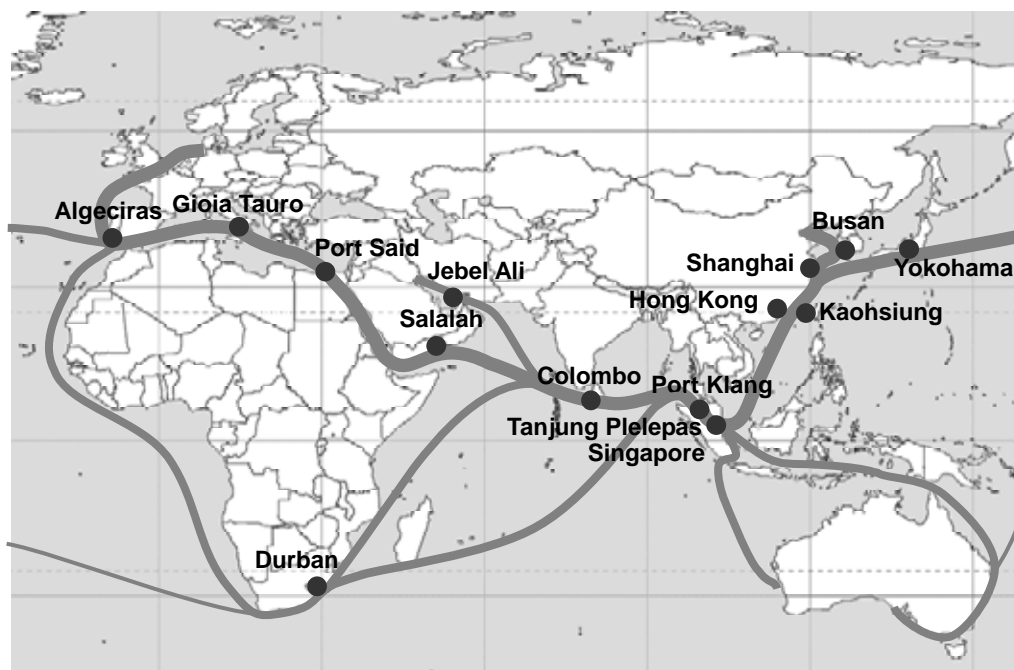 Algeciras
Gioia Tauro
Port Said
Jebel Ali
Salalah
Busan
Shanghai
Yokohama
Hong Kong
Kaohsiung
Colombo
Port Klang
Tanjung Plelepas
Singapore
Durban